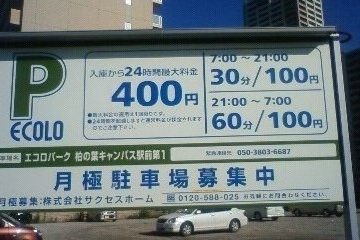 P
ECOLO
入庫から24時間最大料金
400円
7:00～21:00
30分/100円
21:00～7:00
60分/100円
エコロパーク 柏の葉キャンパス駅前第1
050-3803-6687
月極駐車場募集中
月極募集:株式会社サクセスホーム
0120-588-025